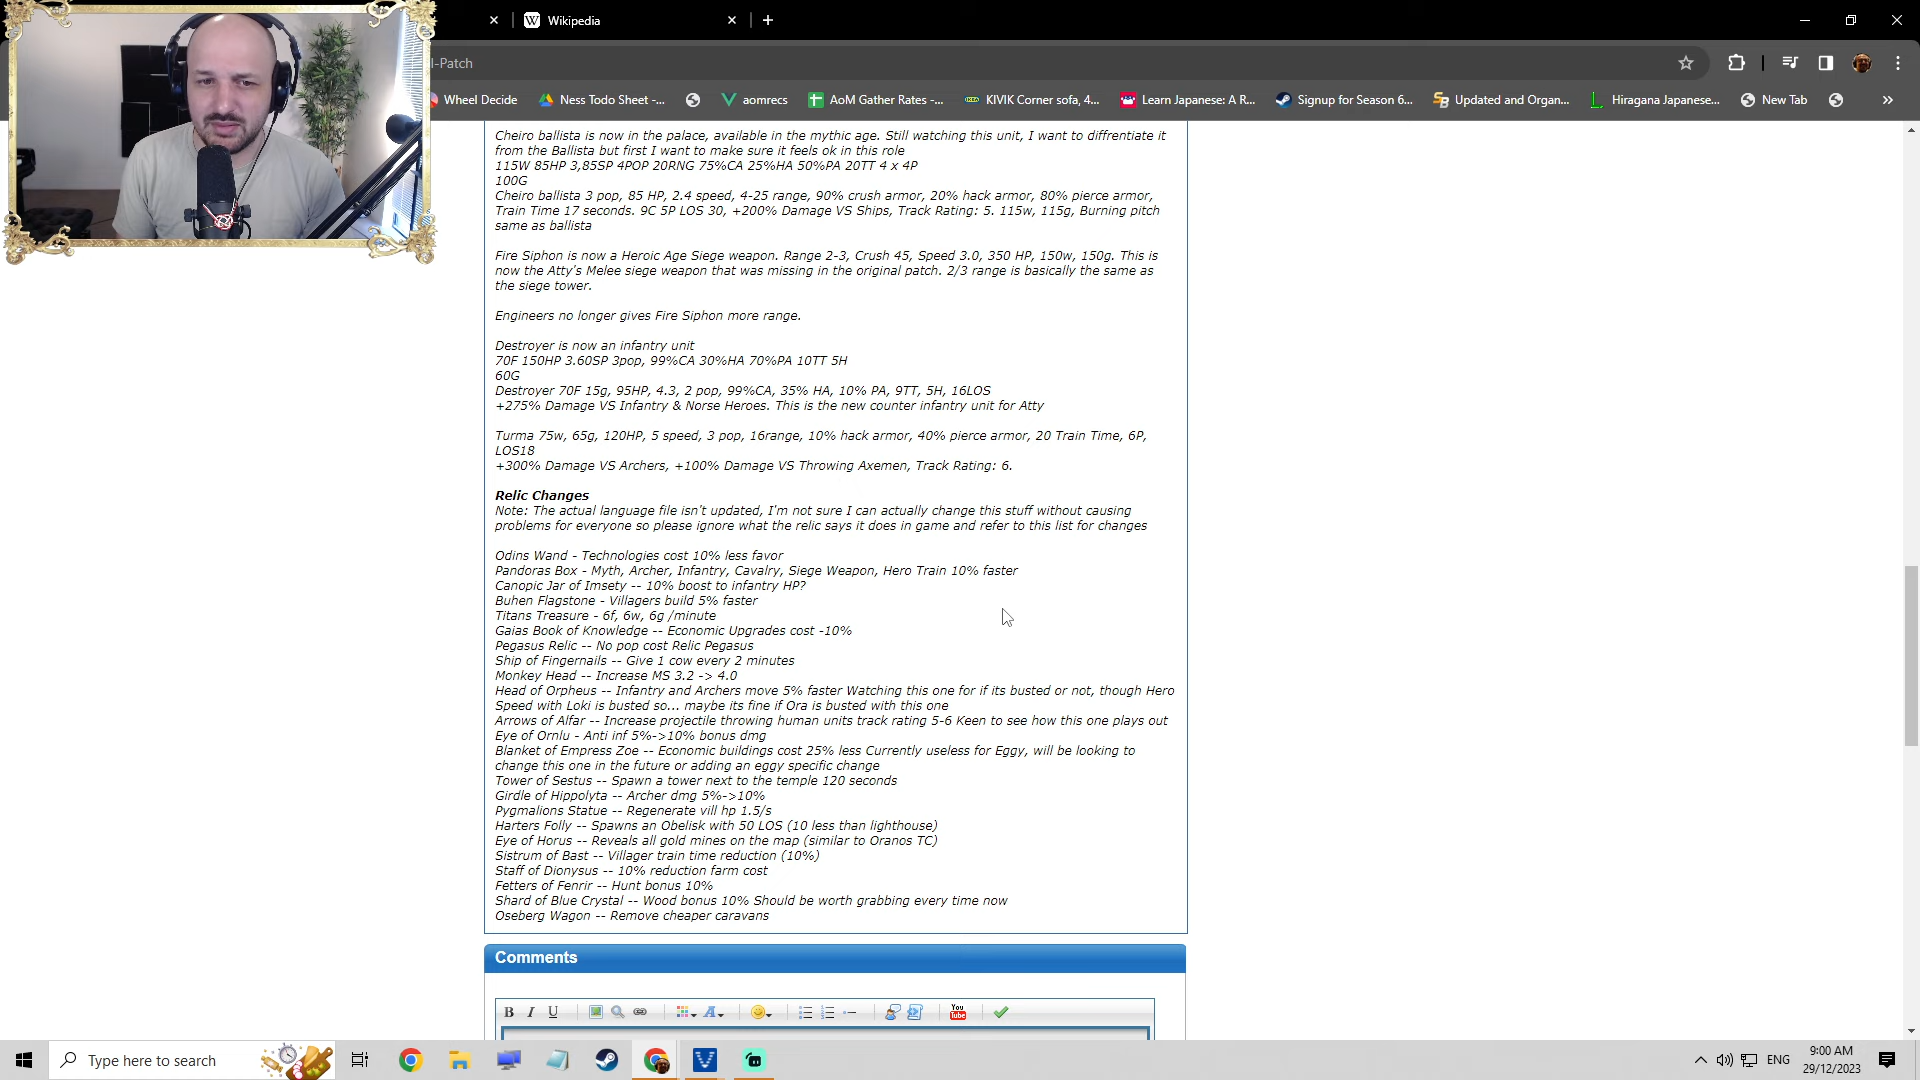 Wikipedia
l-Patch
Wheel Decide
Ness Todo Sheet -...
aomrecs
AoM Gather Rates -...
KIVIK Corner sofa, 4...
Learn Japanese: A R...
Signup for Season 6...
Updated and Organ...
Hiragana Japanese...
New Tab
Cheiro ballista is now in the palace, available in the mythic age. Still watching this unit, I want to diffrentiate it
from the Ballista but first I want to make sure it feels ok in this role
115W 85HP 3,85SP 4POP 20RNG 75%CA 25%HA 50%PA 20TT 4 x 4P
100G
Cheiro ballista 3 pop, 85 HP, 2.4 speed, 4-25 range, 90% crush armor, 20% hack armor, 80% pierce armor,
Train Time 17 seconds. 9C 5P LOS 30, +200% Damage VS Ships, Track Rating: 5. 115w, 115g, Burning pitch
same as ballista
Fire Siphon is now a Heroic Age Siege weapon. Range 2-3, Crush 45, Speed 3.0, 350 HP, 150w, 150g. This is
now the Atty's Melee siege weapon that was missing in the original patch. 2/3 range is basically the same as
the siege tower.
Engineers no longer gives Fire Siphon more range.
Destroyer is now an infantry unit
70F 150HP 3.60SP 3pop, 99%CA 30%HA 70%PA 10TT 5H
60G
Destroyer 70F 15g, 95HP, 4.3, 2 pop, 99%CA, 35% HA, 10% PA, 9TT, 5H, 16LOS
+275% Damage VS Infantry & Norse Heroes. This is the new counter infantry unit for Atty
Turma 75w, 65g, 120HP, 5 speed, 3 pop, 16range, 10% hack armor, 40% pierce armor, 20 Train Time, 6P,
LOS18
+300% Damage VS Archers, +100% Damage VS Throwing Axemen, Track Rating: 6.
Relic Changes
Note: The actual language file isn't updated, I'm not sure I can actually change this stuff without causing
problems for everyone so please ignore what the relic says it does in game and refer to this list for changes
Odins Wand - Technologies cost 10% less favor
Pandoras Box - Myth, Archer, Infantry, Cavalry, Siege Weapon, Hero Train 10% faster
Canopic Jar of Imsety -- 10% boost to infantry HP?
Buhen Flagstone - Villagers build 5% faster
Titans Treasure - 6f, 6w, 6g /minute
Gaias Book of Knowledge -- Economic Upgrades cost -10%
Pegasus Relic -- No pop cost Relic Pegasus
Ship of Fingernails -- Give 1 cow every 2 minutes
Monkey Head -- Increase MS 3.2 -> 4.0
Head of Orpheus -- Infantry and Archers move 5% faster Watching this one for if its busted or not, though Hero
Speed with Loki is busted so... maybe its fine if Ora is busted with this one
Arrows of Alfar -- Increase projectile throwing human units track rating 5-6 Keen to see how this one plays out
Eye of Ornlu - Anti inf 5%->10% bonus dmg
Blanket of Empress Zoe -- Economic buildings cost 25% less Currently useless for Eggy, will be looking to
change this one in the future or adding an eggy specific change
Tower of Sestus -- Spawn a tower next to the temple 120 seconds
Girdle of Hippolyta -- Archer dmg 5%->10%
Pygmalions Statue -- Regenerate vill hp 1.5/s
Harters Folly -- Spawns an Obelisk with 50 LOS (10 less than lighthouse)
Eye of Horus -- Reveals all gold mines on the map (similar to Oranos TC)
Sistrum of Bast -- Villager train time reduction (10%)
Staff of Dionysus -- 10% reduction farm cost
Fetters of Fenrir -- Hunt bonus 10%
Shard of Blue Crystal -- Wood bonus 10% Should be worth grabbing every time now
Oseberg Wagon -- Remove cheaper caravans
Comments
B I U
You Tube
Type here to search
ENG
9:00 AM
29/12/2023